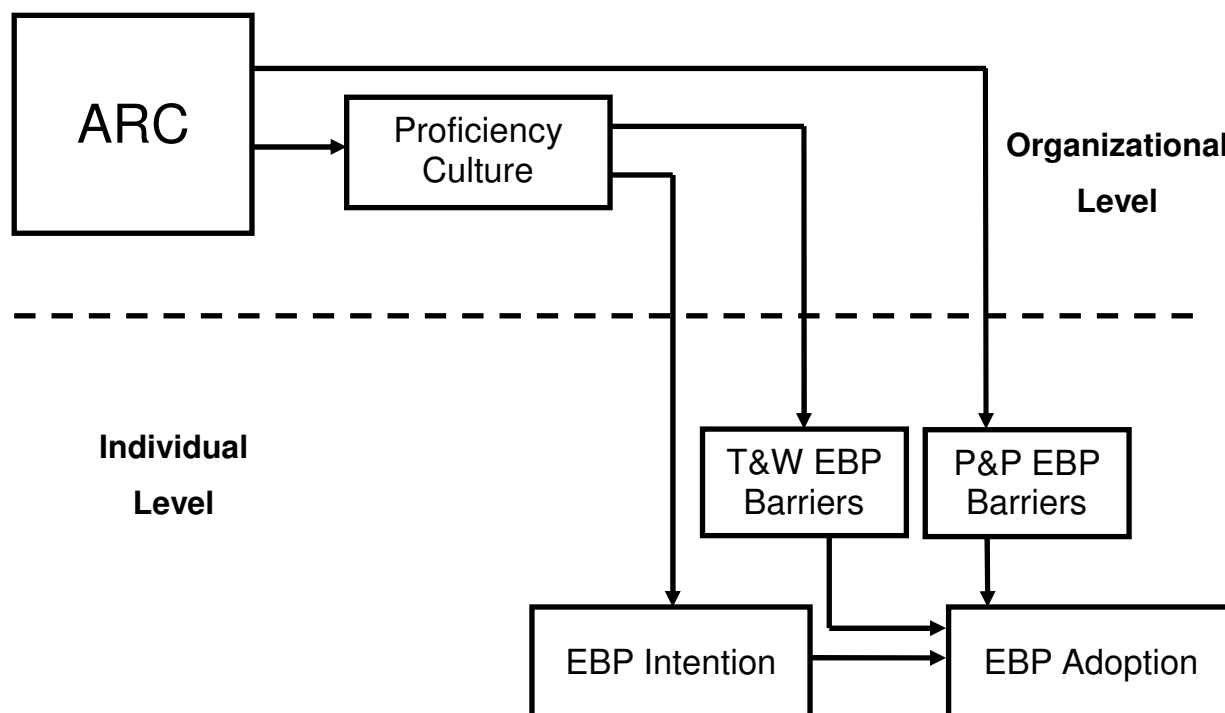 ARC
Proficiency
Culture
Organizational
Level
Individual
Level
T&W EBP
Barriers
P&P EBP
Barriers
EBP Intention
EBP Adoption